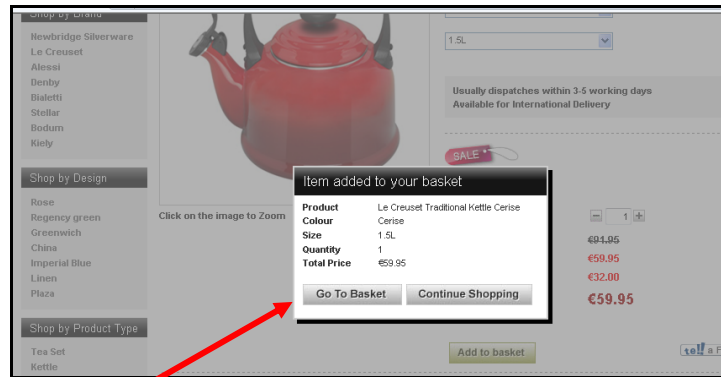 Shop by Brand
Newbridge Silverware
Le Creuset
Alessi
Denby
Bialetti
Stellar
Bodum
Kiely
Shop by Design
Rose
Regency green
Greenwich
China
Imperial Blue
Linen
Plaza
Shop by Product Type
Tea Set
Kettle
Click on the image to Zoom
1.5L
Usually dispatches within 3-5 working days
Available for International Delivery
SALE
Item added to your basket
Product Le Creuset Traditional Kettle Cerise
Colour Cerise
Size 1.5L
Quantity 1
Total Price €59.95
Go To Basket Continue Shopping
1
€91.95
€59.95
€32.00
€59.95
Add to basket
tell a F